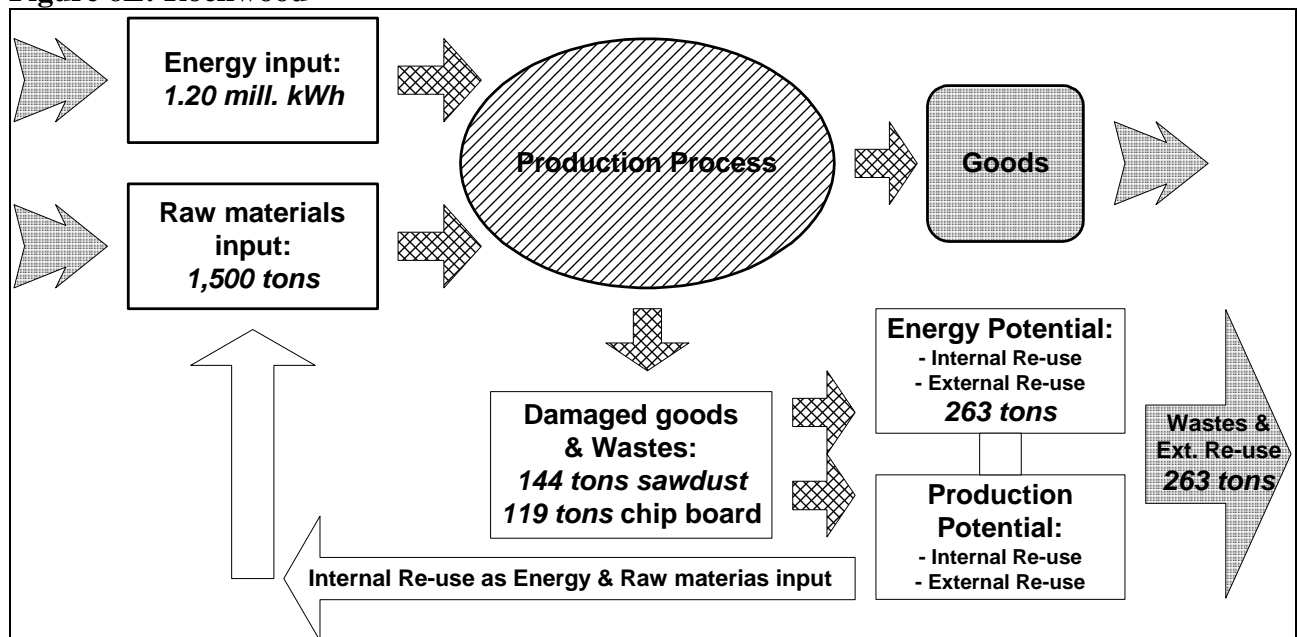 Energy input:
1.20 mill. kWh
Production Process
Goods
Raw materials
input:
1,500 tons
Energy Potential:
- Internal Re-use
- External Re-use
263 tons
Damaged goods
& Wastes:
144 tons sawdust
119 tons chip board
Wastes &
Ext. Re-use
263 tons
Production
Potential:
- Internal Re-use
- External Re-use
Internal Re-use as Energy & Raw materias input